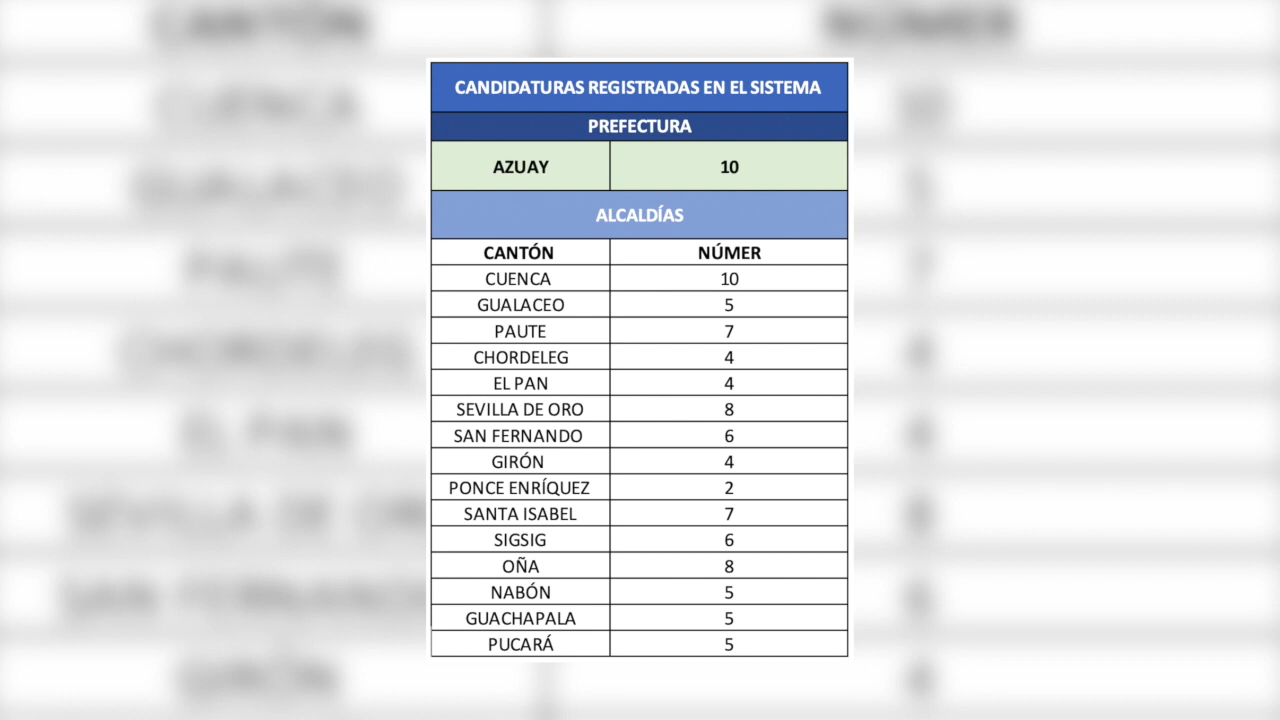 CANDIDATURAS REGISTRADAS EN EL SISTEMA
PREFECTURA
AZUAY 10
ALCALDÍAS
CANTÓN NÚMER
CUENCA 10
GUALACEO 5
PAUTE 7
CHORDELEG 4
EL PAN 4
SEVILLA DE ORO 8
SAN FERNANDO 6
GIRÓN 4
PONCE ENRÍQUEZ 2
SANTA ISABEL 7
SIGSIG 6
OÑA 8
NABÓN 5
GUACHAPALA 5
PUCARÁ 5